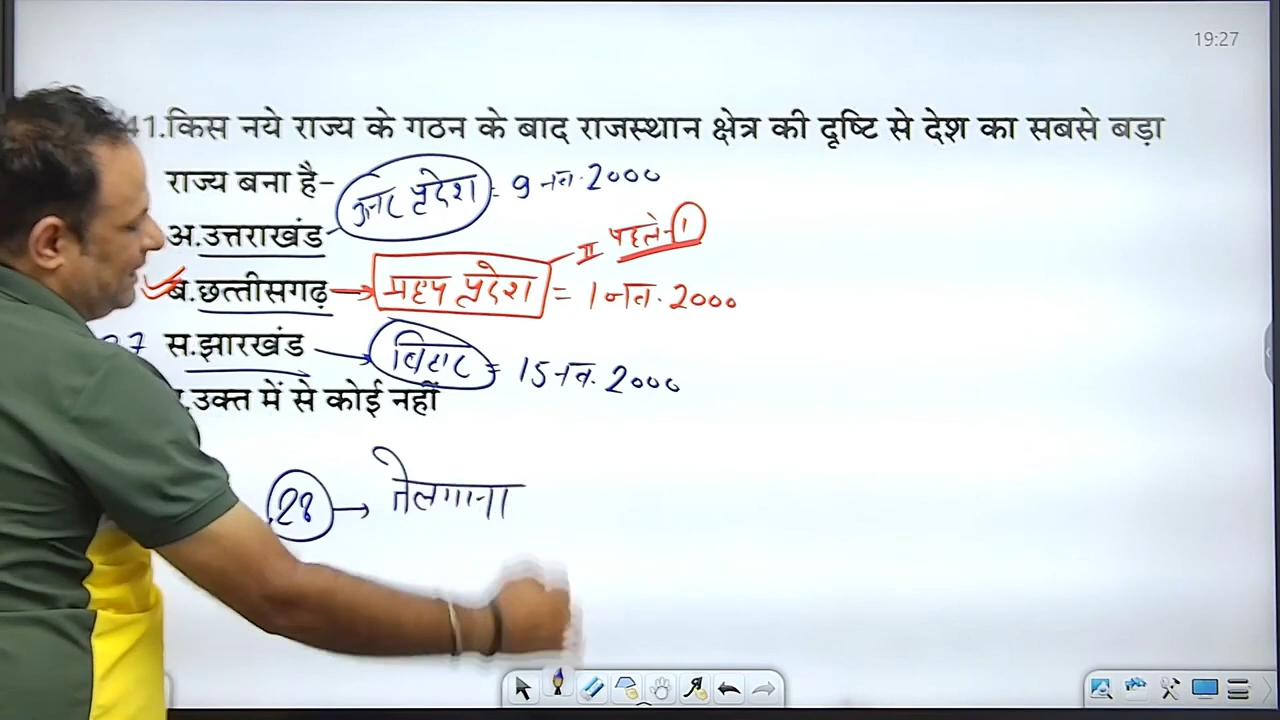 19:27
41.किस नये राज्य के गठन के बाद राजस्थान क्षेत्र की दृष्टि से देश का सबसे बड़ा
राज्य बना है-
उत्तर प्रदेश = 9 नव. 2000
अ.उत्तराखंड
II पहले-1
ब.छत्तीसगढ़ → मध्य प्रदेश = 1 नव. 2000
27 स.झारखंड → बिहार = 15 नव. 2000
.उक्त में से कोई नहीं
28 → तेलगाना